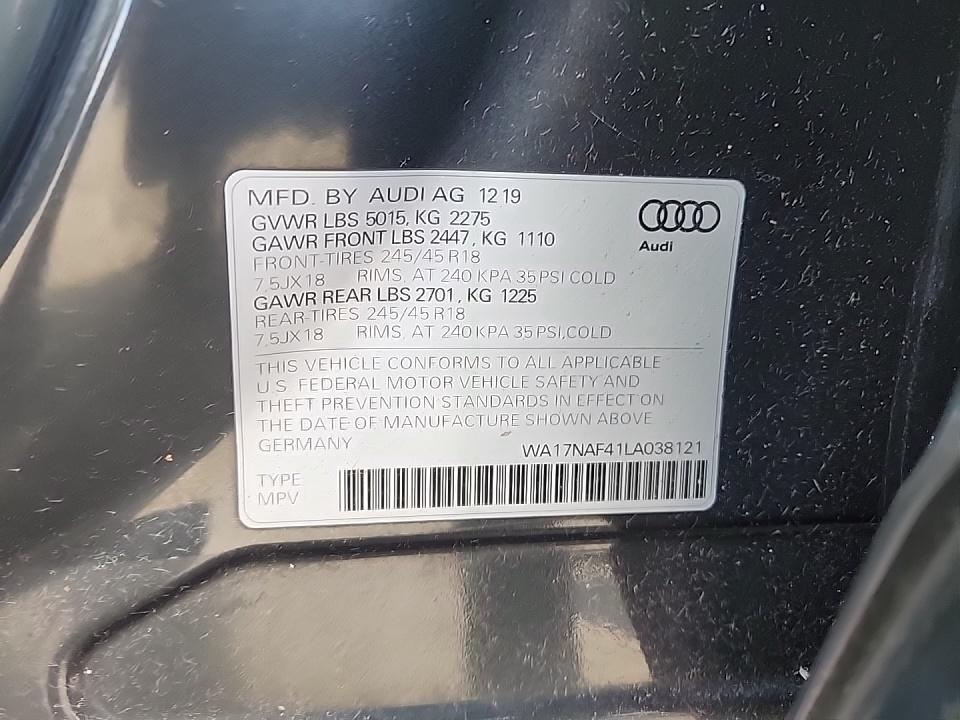 MFD. BY AUDI AG 12 19
GVWR LBS 5015, KG 2275
GAWR FRONT LBS 2447, KG 1110
FRONT-TIRES 245/45 R18
7,5JX18 RIMS, AT 240 KPA 35 PSI COLD
GAWR REAR LBS 2701, KG 1225
REAR-TIRES 245/45 R18
7,5JX18 RIMS, AT 240 KPA 35 PSI,COLD
Audi
THIS VEHICLE CONFORMS TO ALL APPLICABLE
U.S. FEDERAL MOTOR VEHICLE SAFETY AND
THEFT PREVENTION STANDARDS IN EFFECT ON
THE DATE OF MANUFACTURE SHOWN ABOVE
GERMANY WA17NAF41LA038121
TYPE
MPV